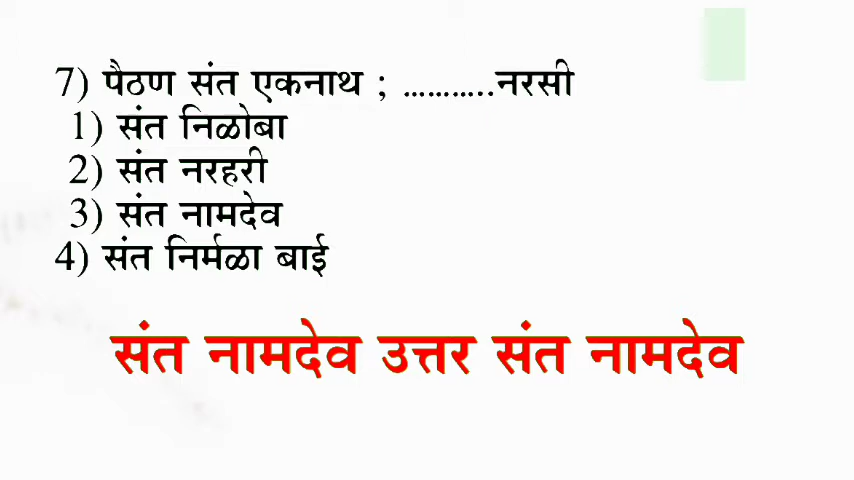 7) पैठण संत एकनाथ ; ...........नरसी
1) संत निळोबा
2) संत नरहरी
3) संत नामदेव
4) संत निर्मळा बाई
संत नामदेव उत्तर संत नामदेव